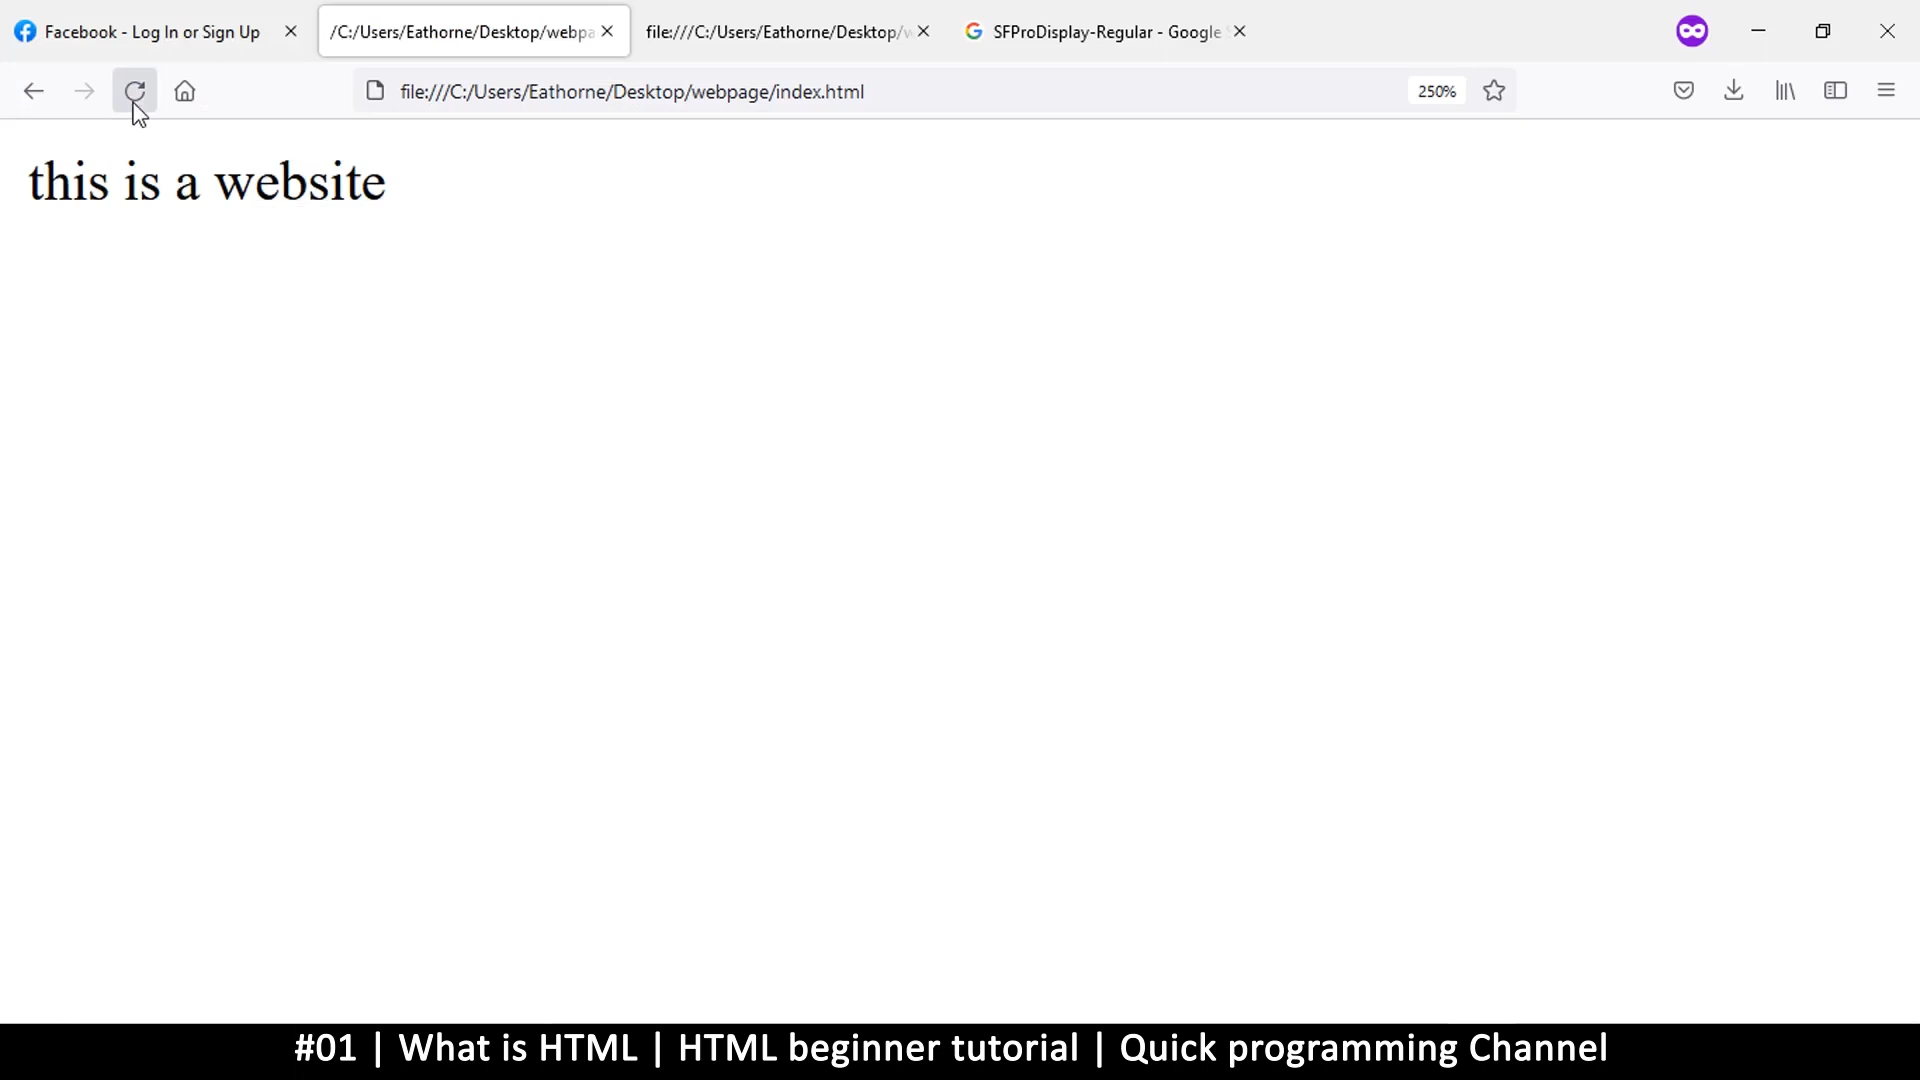 Facebook - Log In or Sign Up
/C:/Users/Eathorne/Desktop/webpa
file:///C:/Users/Eathorne/Desktop/w
SFProDisplay-Regular - Google
file:///C:/Users/Eathorne/Desktop/webpage/index.html
250%
this is a website
#01 | What is HTML | HTML beginner tutorial | Quick programming Channel